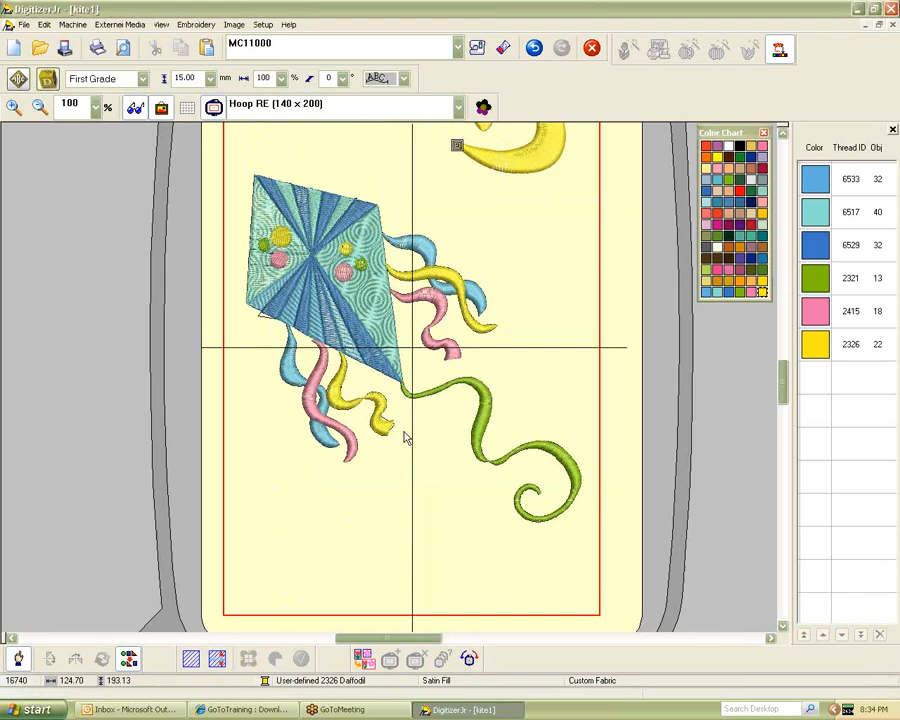 DigitizerJr - [kite1]
File Edit Machine Externel Media View Embroidery Image Setup Help
MC11000
First Grade 15.00 mm 100 % 0 ° ABC
100 % Hoop RE (140 x 200)
Color Chart
Color Thread ID Obj
6533 32
6517 40
6529 32
2321 13
2415 18
2326 22
16740 124.70 193.13 User-defined 2326 Daffodil Satin Fill Custom Fabric
start Inbox - Microsoft Out... GoToTraining : Downl... GoToMeeting DigitizerJr - [kite1] Search Desktop 8:34 PM